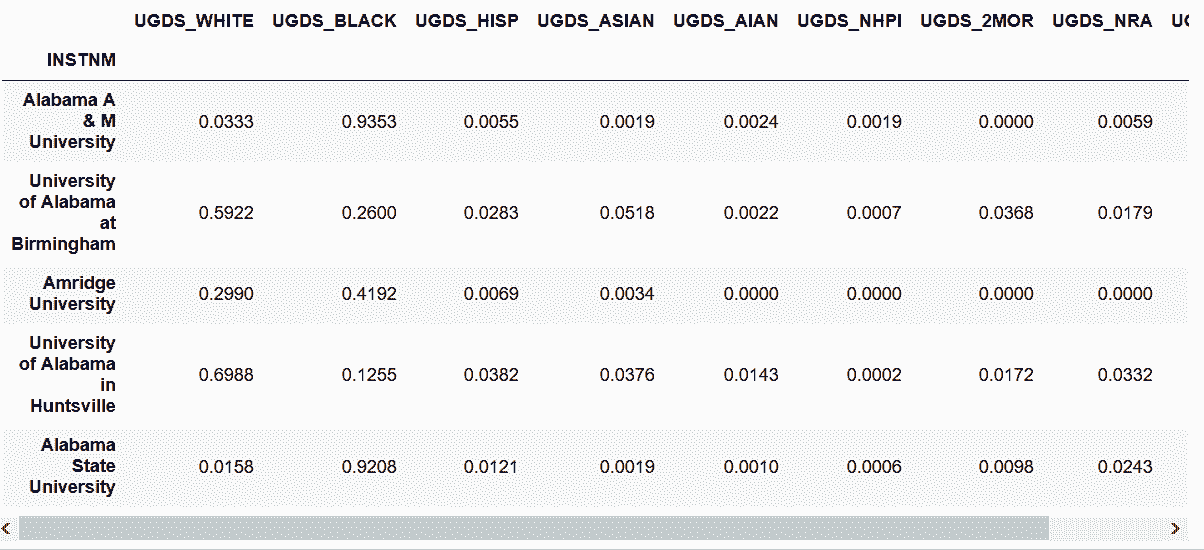 UGDS_WHITE UGDS_BLACK UGDS_HISP UGDS_ASIAN UGDS_AIAN UGDS_NHPI UGDS_2MOR UGDS_NRA UG
INSTNM
Alabama A
& M
University
0.0333 0.9353 0.0055 0.0019 0.0024 0.0019 0.0000 0.0059
University
of Alabama
at
Birmingham
0.5922 0.2600 0.0283 0.0518 0.0022 0.0007 0.0368 0.0179
Amridge
University
0.2990 0.4192 0.0069 0.0034 0.0000 0.0000 0.0000 0.0000
University
of Alabama
in
Huntsville
0.6988 0.1255 0.0382 0.0376 0.0143 0.0002 0.0172 0.0332
Alabama
State
University
0.0158 0.9208 0.0121 0.0019 0.0010 0.0006 0.0098 0.0243